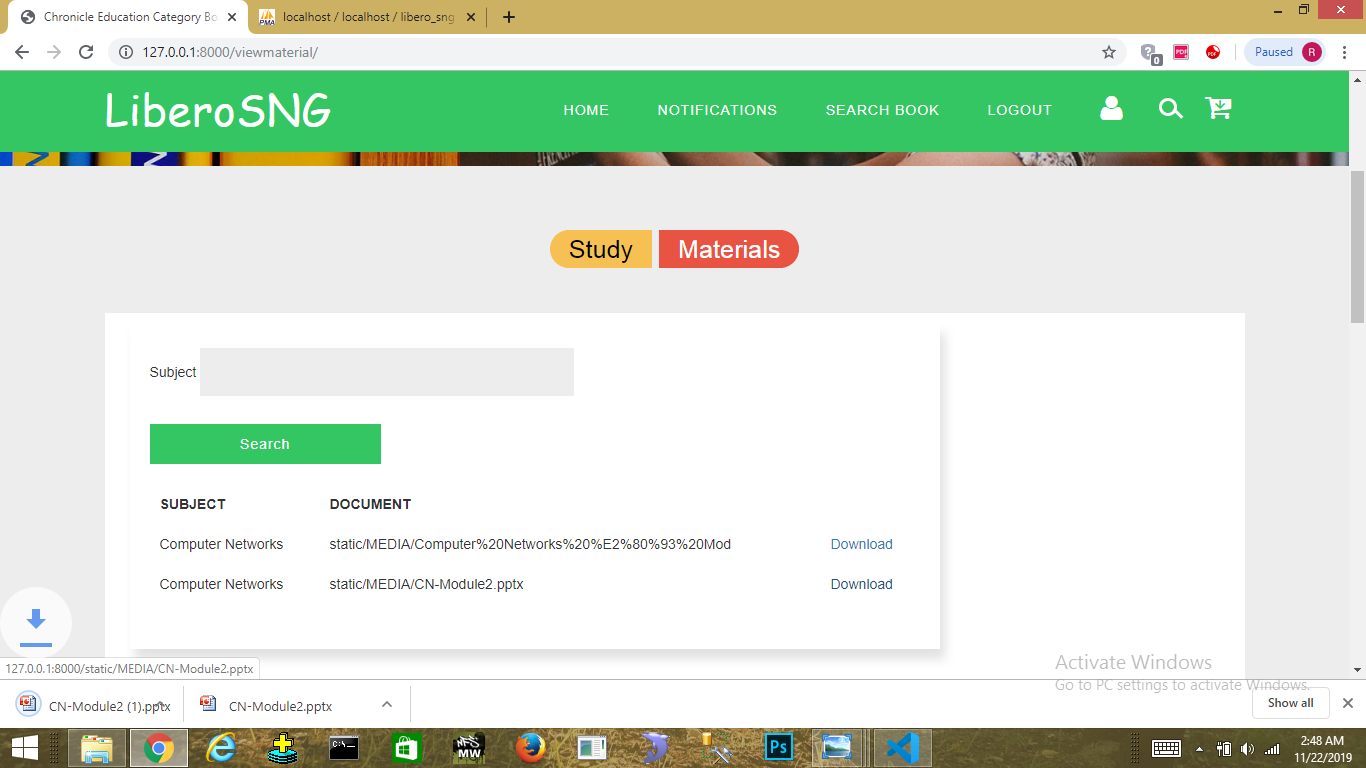 Chronicle Education Category Bo
localhost / localhost / libero_sng
127.0.0.1:8000/viewmaterial/
0
PDF
Paused
R
LiberoSNG
HOME
NOTIFICATIONS
SEARCH BOOK
LOGOUT
Study Materials
Subject
Search
SUBJECT DOCUMENT
Computer Networks static/MEDIA/Computer%20Networks%20%E2%80%93%20Mod Download
Computer Networks static/MEDIA/CN-Module2.pptx Download
127.0.0.1:8000/static/MEDIA/CN-Module2.pptx
Activate Windows
Go to PC settings to activate Windows.
CN-Module2 (1).pptx
CN-Module2.pptx
Show all
MW
Ps
2:48 AM
11/22/2019